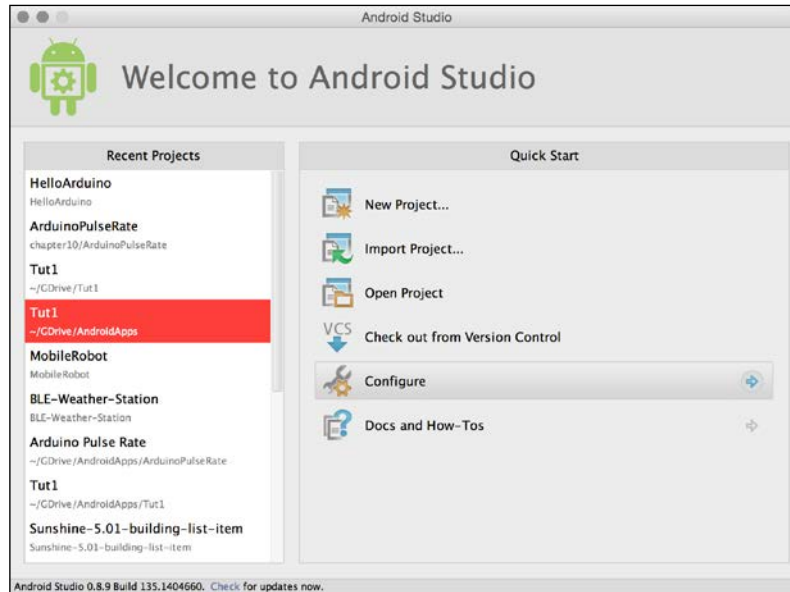 Android Studio
Welcome to Android Studio
Recent Projects
HelloArduino
HelloArduino
ArduinoPulseRate
chapter10/ArduinoPulseRate
Tut1
~/GDrive/Tut1
Tut1
~/GDrive/AndroidApps
MobileRobot
MobileRobot
BLE-Weather-Station
BLE-Weather-Station
Arduino Pulse Rate
~/GDrive/AndroidApps/ArduinoPulseRate
Tut1
~/GDrive/AndroidApps/Tut1
Sunshine-5.01-building-list-item
Sunshine-5.01-building-list-item
Quick Start
New Project...
Import Project...
Open Project
VCS
Check out from Version Control
Configure
Docs and How-Tos
Android Studio 0.8.9 Build 135.1404660. Check for updates now.